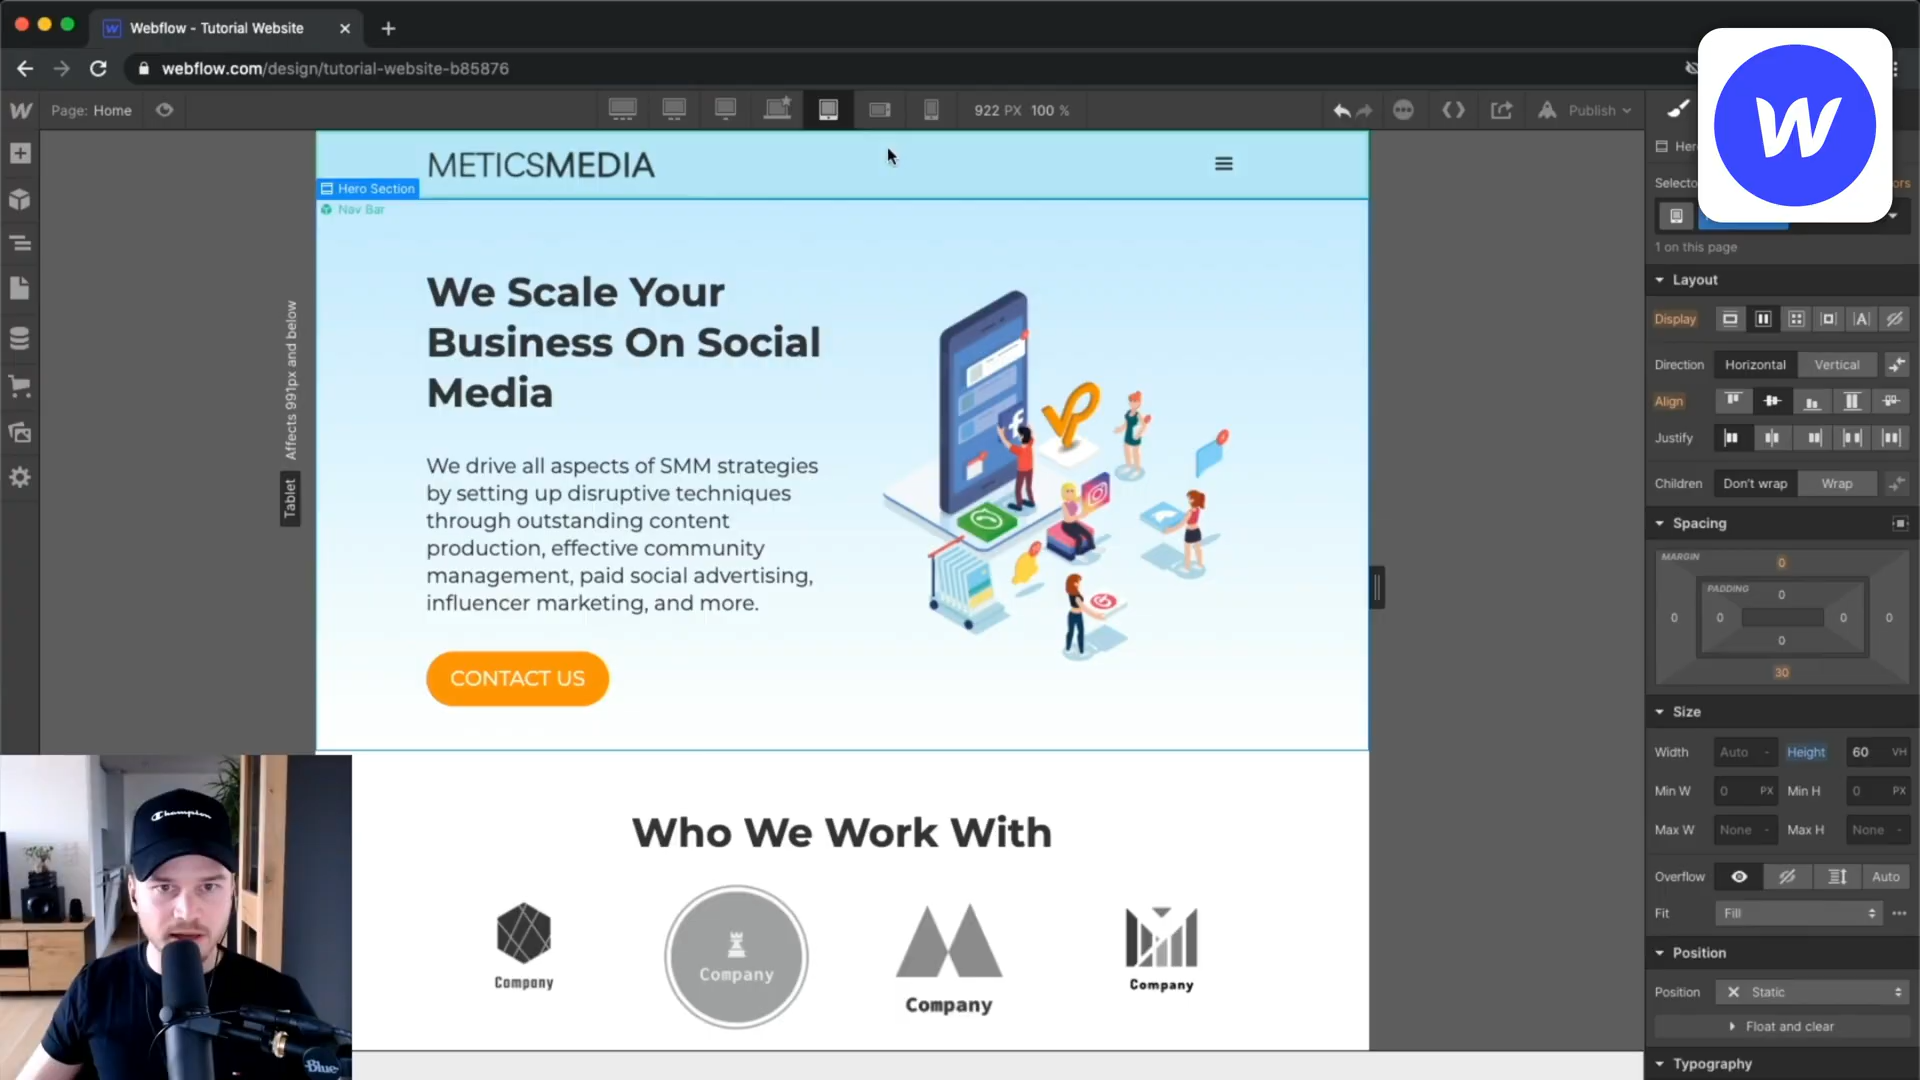 Webflow - Tutorial Website
webflow.com/design/tutorial-website-b85876
Page: Home
922 PX 100 %
Publish
METICSMEDIA
Hero Section
Nav Bar
We Scale Your
Business On Social
Media
We drive all aspects of SMM strategies
by setting up disruptive techniques
through outstanding content
production, effective community
management, paid social advertising,
influencer marketing, and more.
CONTACT US
Tablet Affects 991px and below
Who We Work With
Company
Company
Company
Company
Champion
Blue
W
1 on this page
Layout
Display
Direction Horizontal Vertical
Align
Justify
Children Don't wrap Wrap
Spacing
MARGIN
0
PADDING
0
0 0 0 0
0
30
Size
Width Auto - Height 60 VH
Min W 0 PX Min H 0 PX
Max W None - Max H None -
Overflow Auto
Fit Fill
Position
Position Static
Float and clear
Typography